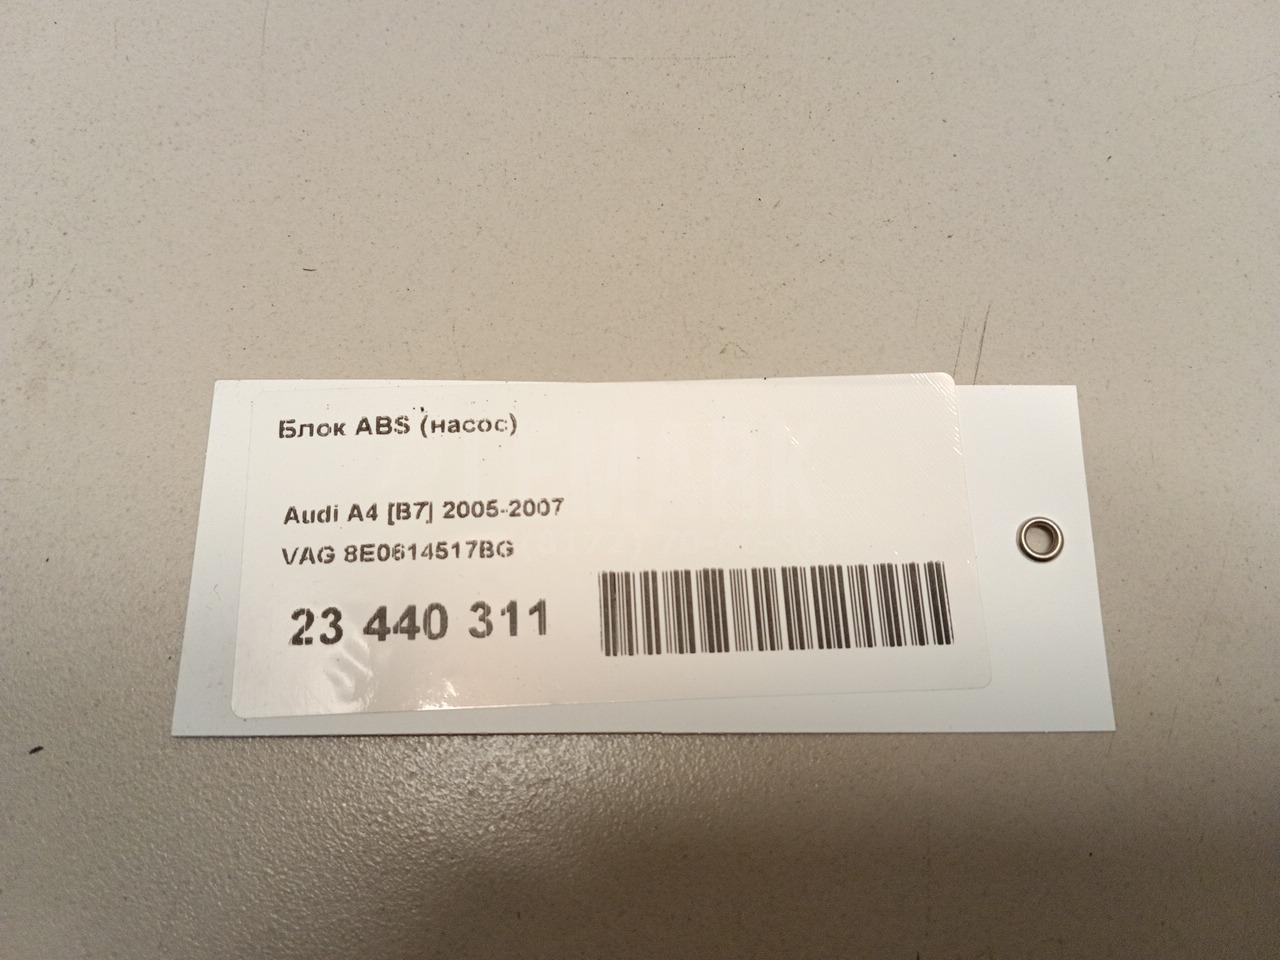 Блок ABS (насос)
Audi A4 [B7] 2005-2007
VAG 8E0614517BG
23 440 311